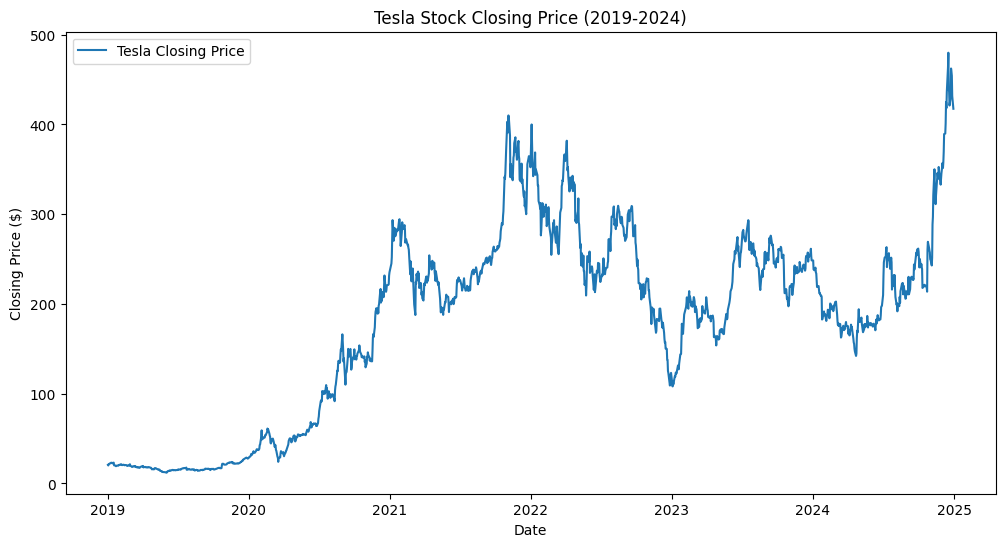 Tesla Stock Closing Price (2019-2024)
Tesla Closing Price
Closing Price ($)
500
400
300
200
100
0
2019 2020 2021 2022 2023 2024 2025
Date